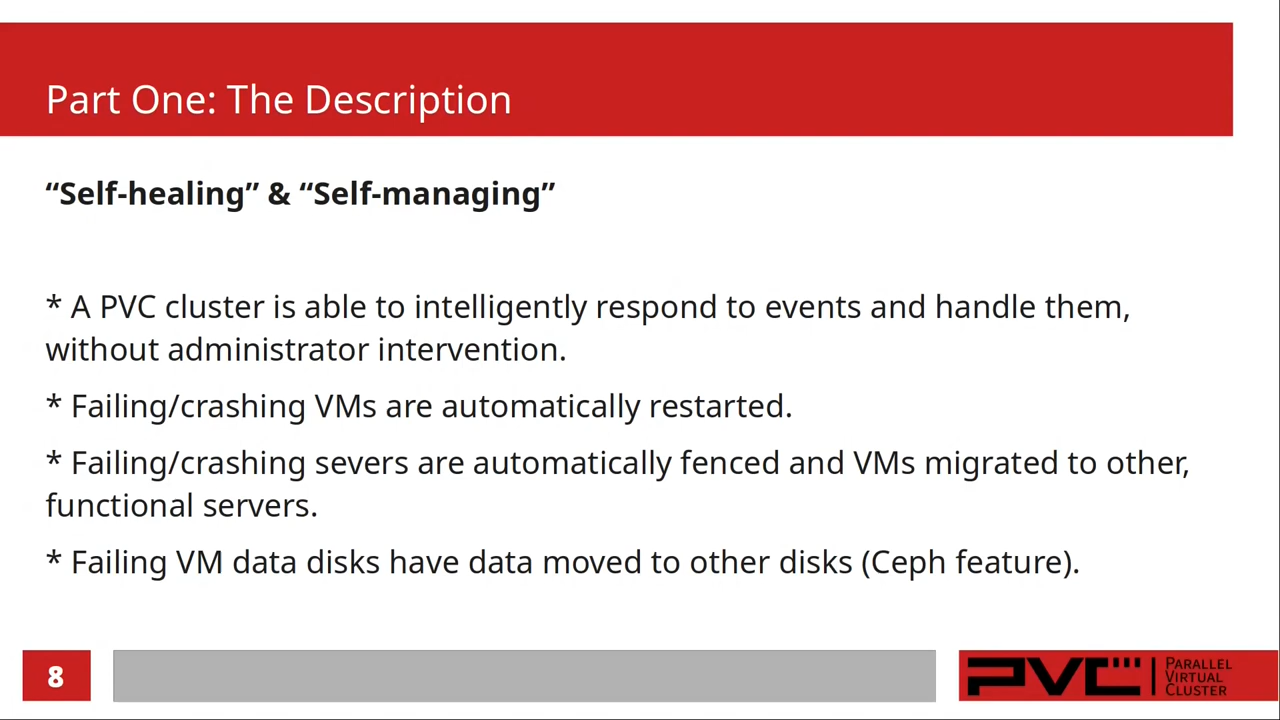 Part One: The Description
“Self-healing” & “Self-managing”
* A PVC cluster is able to intelligently respond to events and handle them,
without administrator intervention.
* Failing/crashing VMs are automatically restarted.
* Failing/crashing severs are automatically fenced and VMs migrated to other,
functional servers.
* Failing VM data disks have data moved to other disks (Ceph feature).
8
PVC
PARALLEL
VIRTUAL
CLUSTER